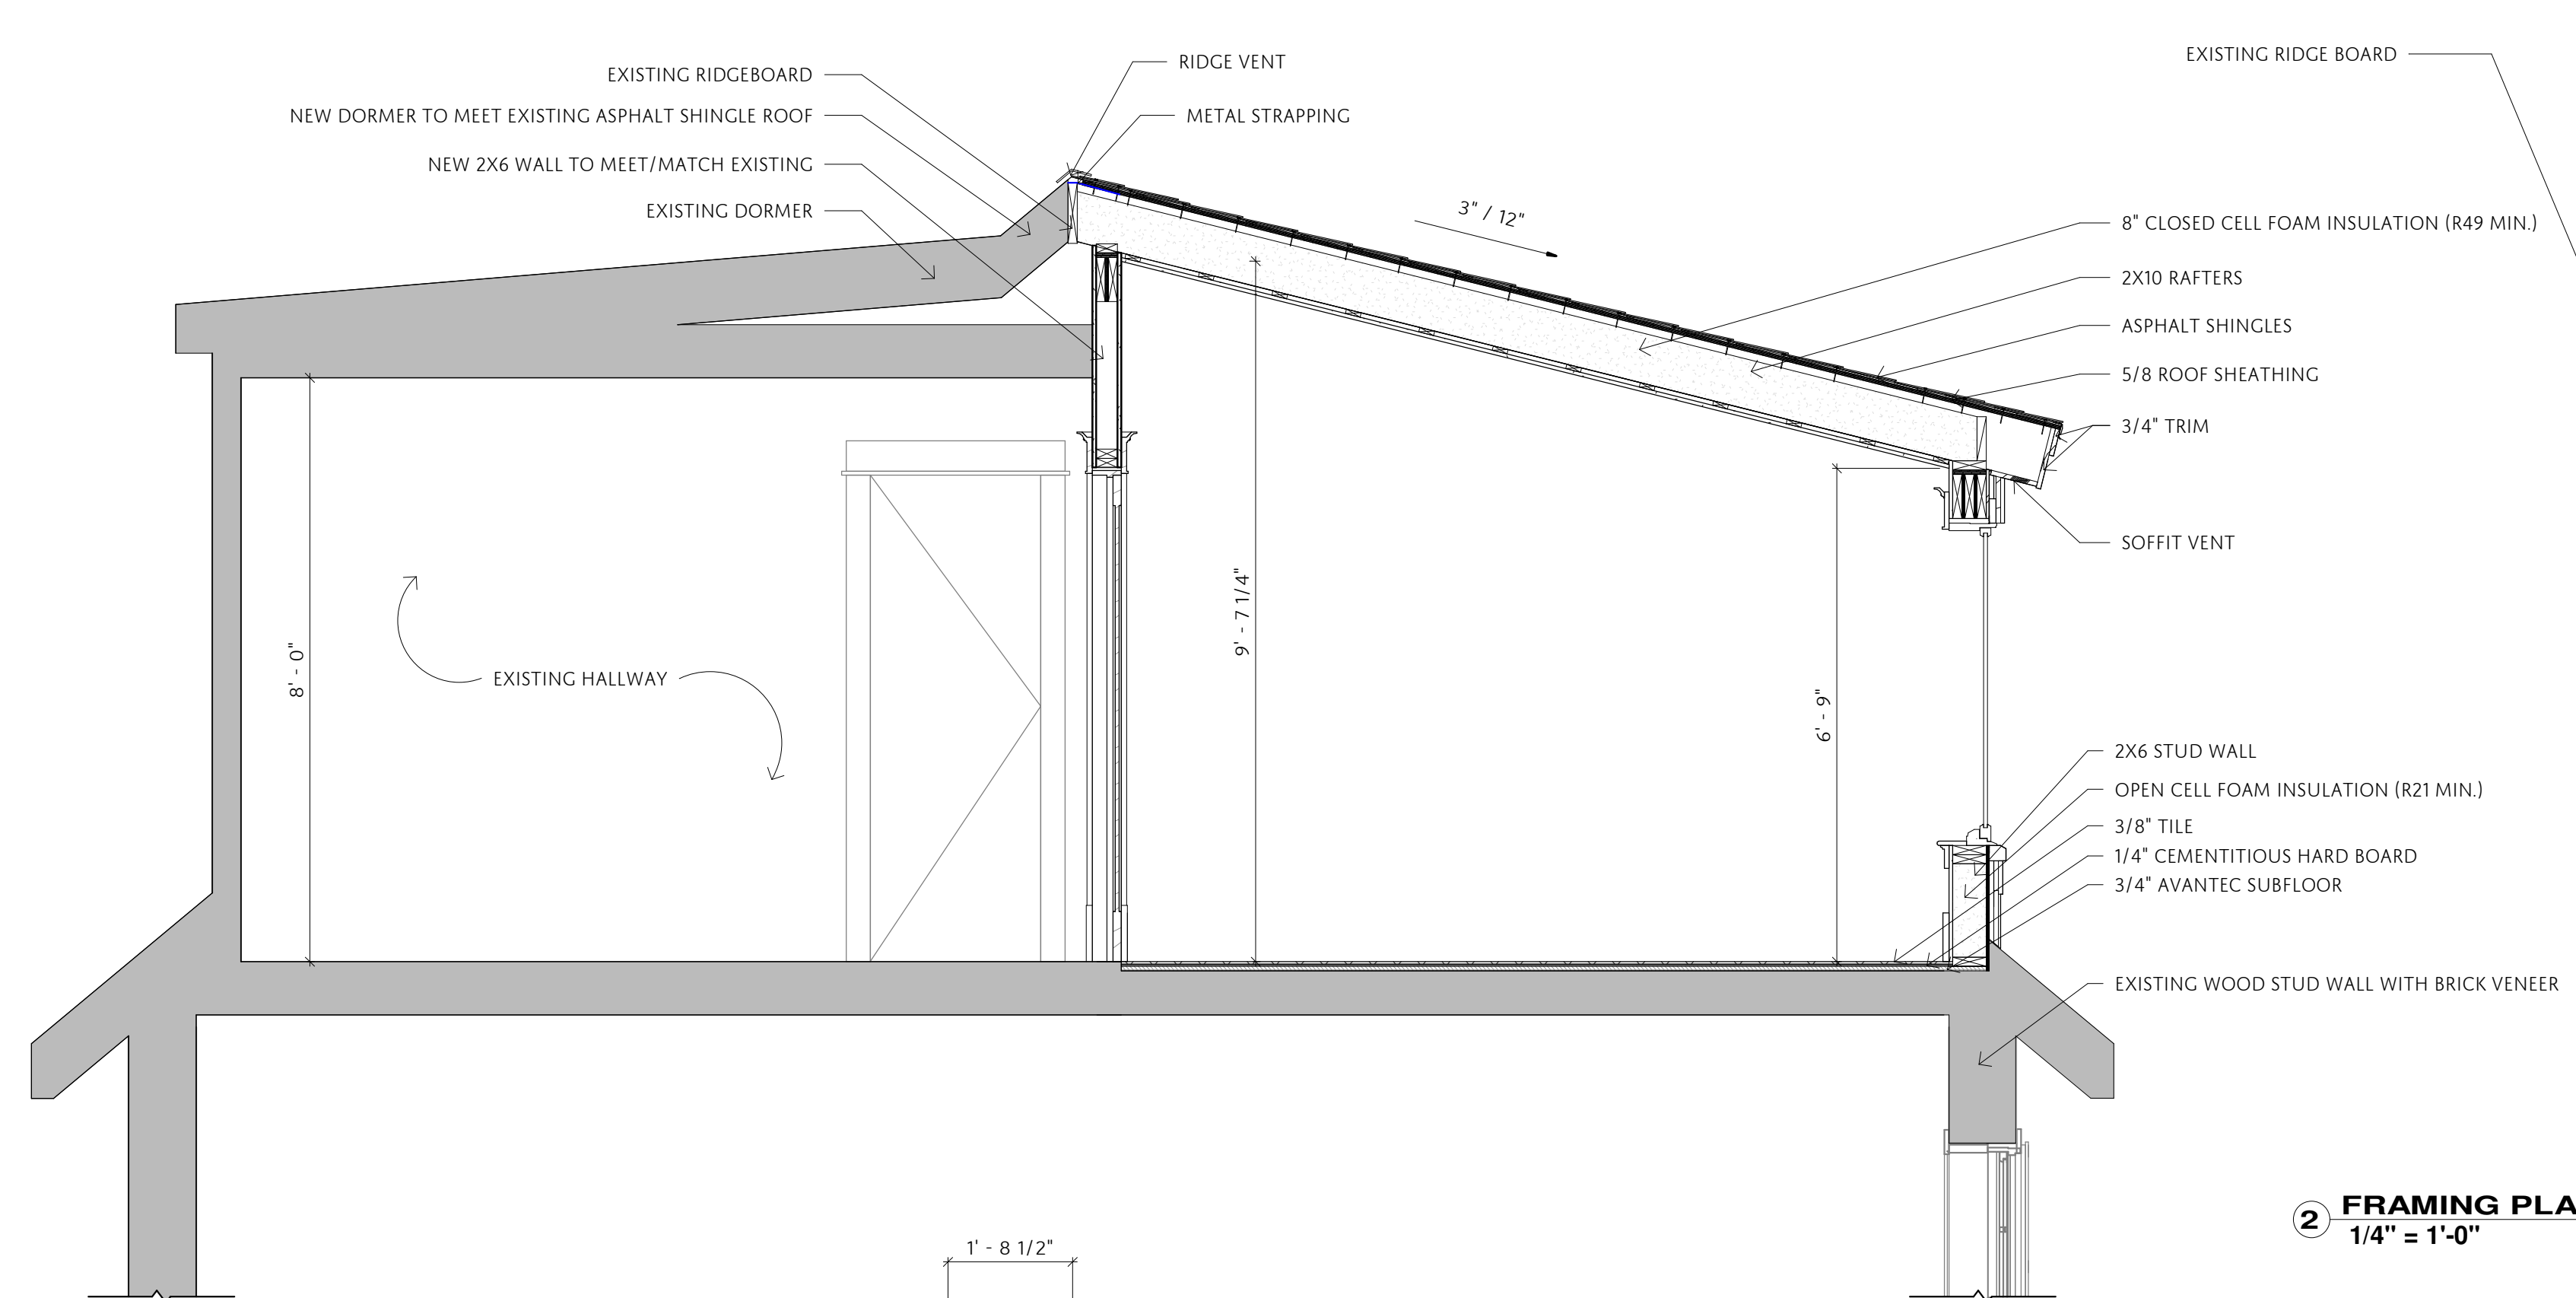 EXISTING RIDGE BOARD
RIDGE VENT
EXISTING RIDGEBOARD
METAL STRAPPING
NEW DORMER TO MEET EXISTING ASPHALT SHINGLE ROOF
NEW 2X6 WALL TO MEET/MATCH EXISTING
EXISTING DORMER
3" / 12"
8" CLOSED CELL FOAM INSULATION (R49 MIN.)
2X10 RAFTERS
ASPHALT SHINGLES
5/8 ROOF SHEATHING
3/4" TRIM
SOFFIT VENT
8' - 0"
EXISTING HALLWAY
9' - 7 1/4"
6' - 9"
2X6 STUD WALL
OPEN CELL FOAM INSULATION (R21 MIN.)
3/8" TILE
1/4" CEMENTITIOUS HARD BOARD
3/4" AVANTEC SUBFLOOR
EXISTING WOOD STUD WALL WITH BRICK VENEER
2 FRAMING PLA
1/4" = 1'-0"
1' - 8 1/2"